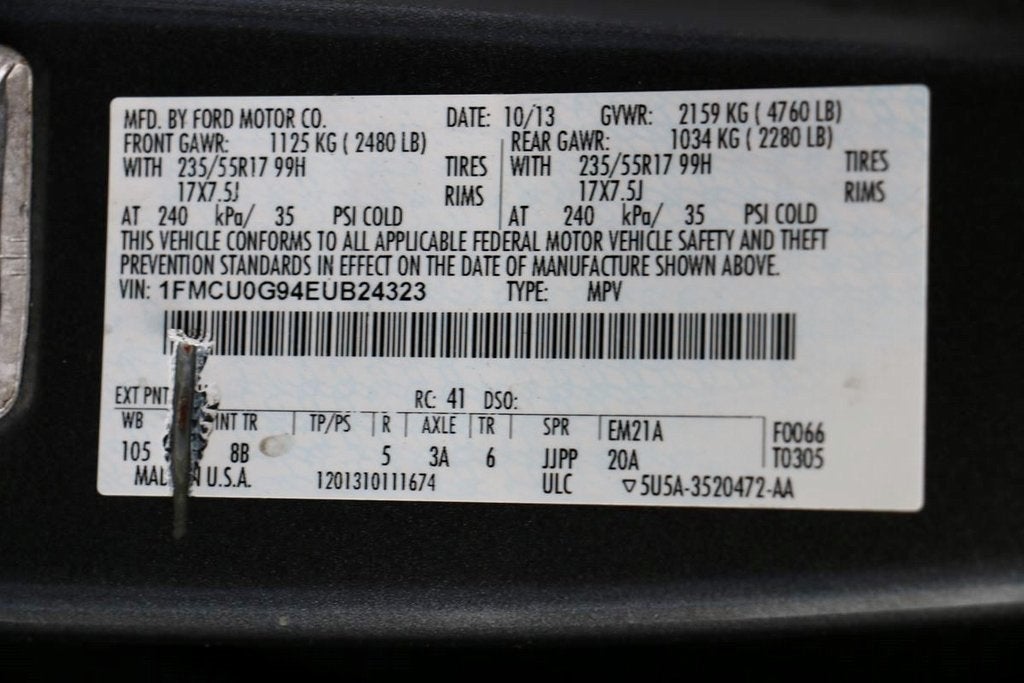 MFD. BY FORD MOTOR CO. DATE: 10/13 GVWR: 2159 KG ( 4760 LB)
FRONT GAWR: 1125 KG ( 2480 LB) REAR GAWR: 1034 KG ( 2280 LB)
WITH 235/55R17 99H TIRES WITH 235/55R17 99H TIRES
17X7.5J RIMS 17X7.5J RIMS
AT 240 kPa/ 35 PSI COLD AT 240 kPa/ 35 PSI COLD
THIS VEHICLE CONFORMS TO ALL APPLICABLE FEDERAL MOTOR VEHICLE SAFETY AND THEFT
PREVENTION STANDARDS IN EFFECT ON THE DATE OF MANUFACTURE SHOWN ABOVE.
VIN: 1FMCU0G94EUB24323 TYPE: MPV
EXT PNT RC: 41 DSO:
WB INT TR TP/PS R AXLE TR SPR EM21A F0066
105 8B 5 3A 6 JJPP 20A T0305
U.S.A. 1201310111674 ULC ▽5U5A-3520472-AA